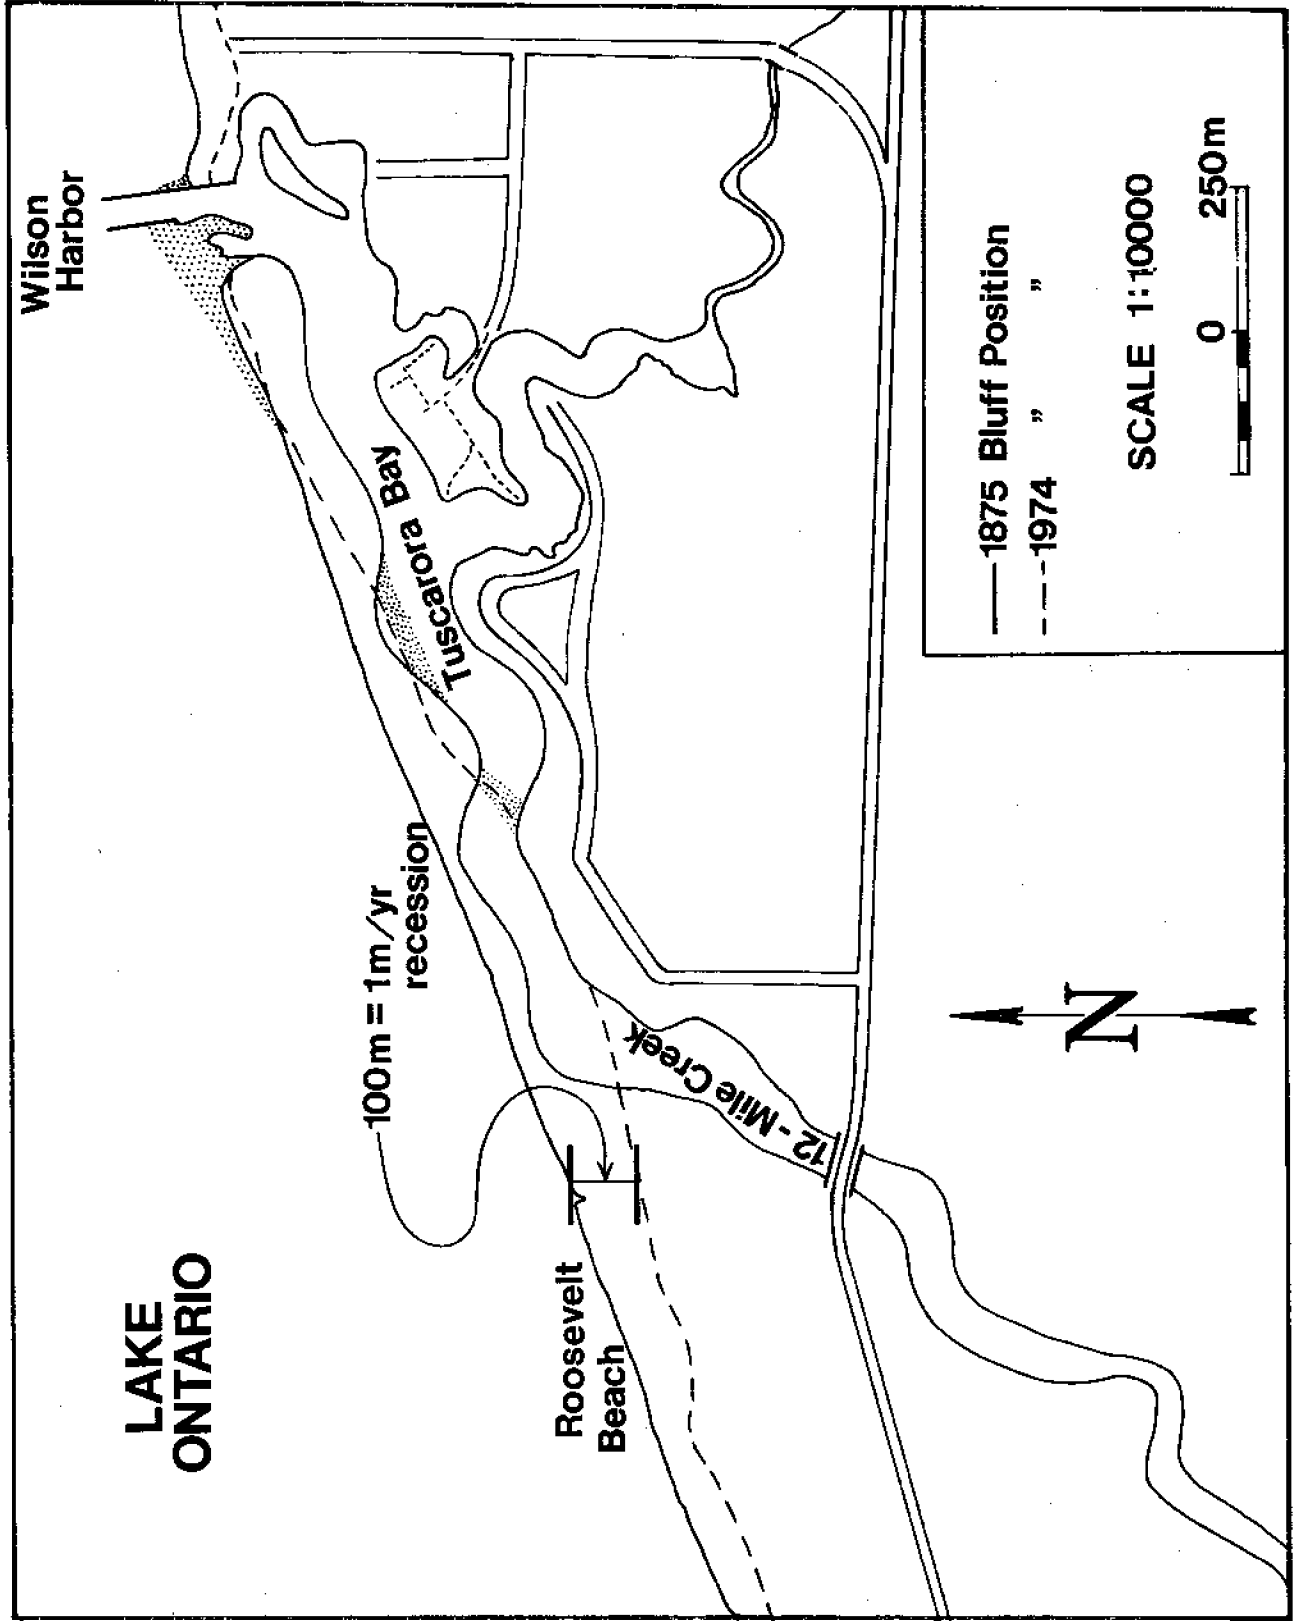 LAKE
ONTARIO
Wilson
Harbor
100m = 1m/yr
recession
Tuscarora Bay
Roosevelt
Beach
12 - Mile Creek
N
1875 Bluff Position
1974 " "
SCALE 1:10000
0 250m